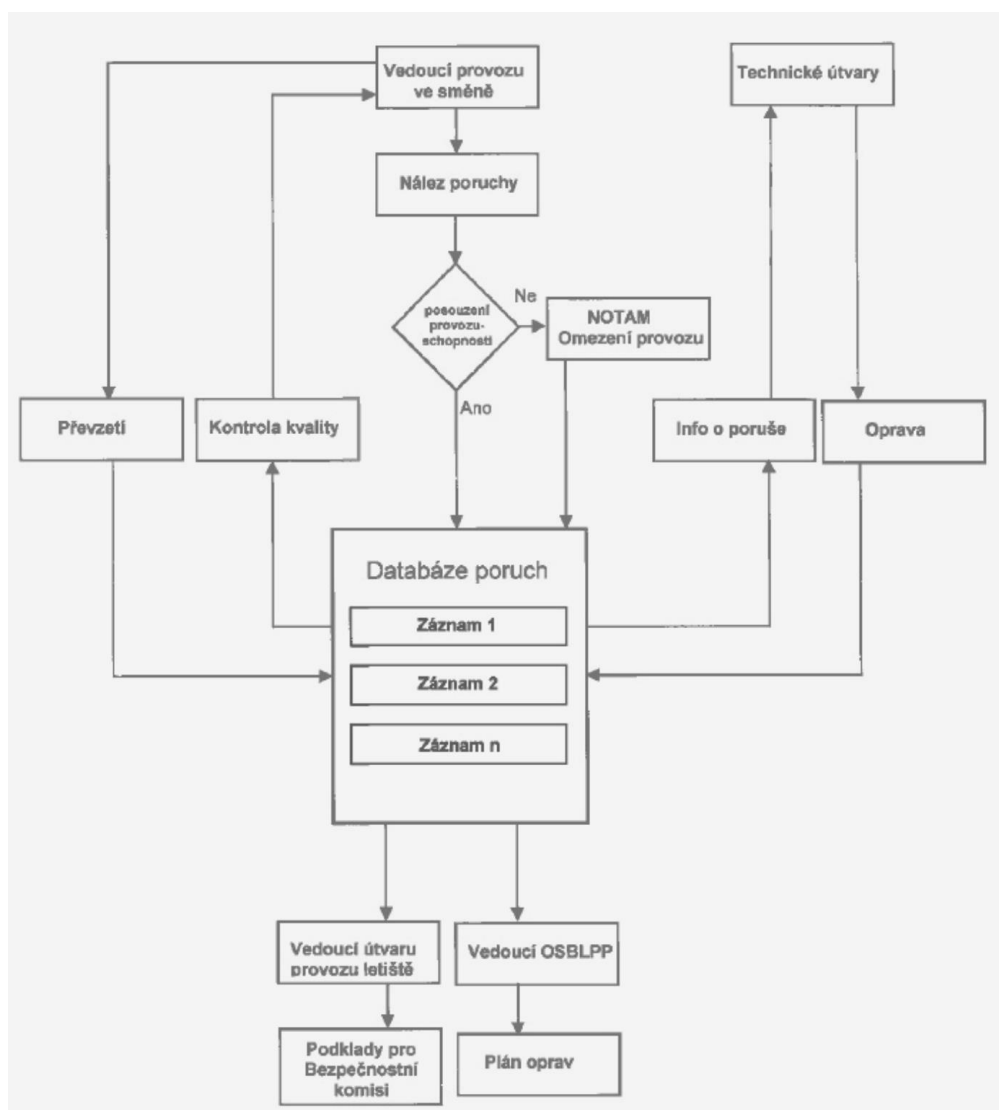 Vedoucí provozu
ve směně
Technické útvary
Nález poruchy
posouzení
provozu-
schopnosti
Ne
NOTAM
Omezení provozu
Ano
Převzetí
Kontrola kvality
Info o poruše
Oprava
Databáze poruch
Záznam 1
Záznam 2
Záznam n
Vedoucí útvaru
provozu letiště
Vedoucí OSBLPP
Podklady pro
Bezpečnostní
komisi
Plán oprav